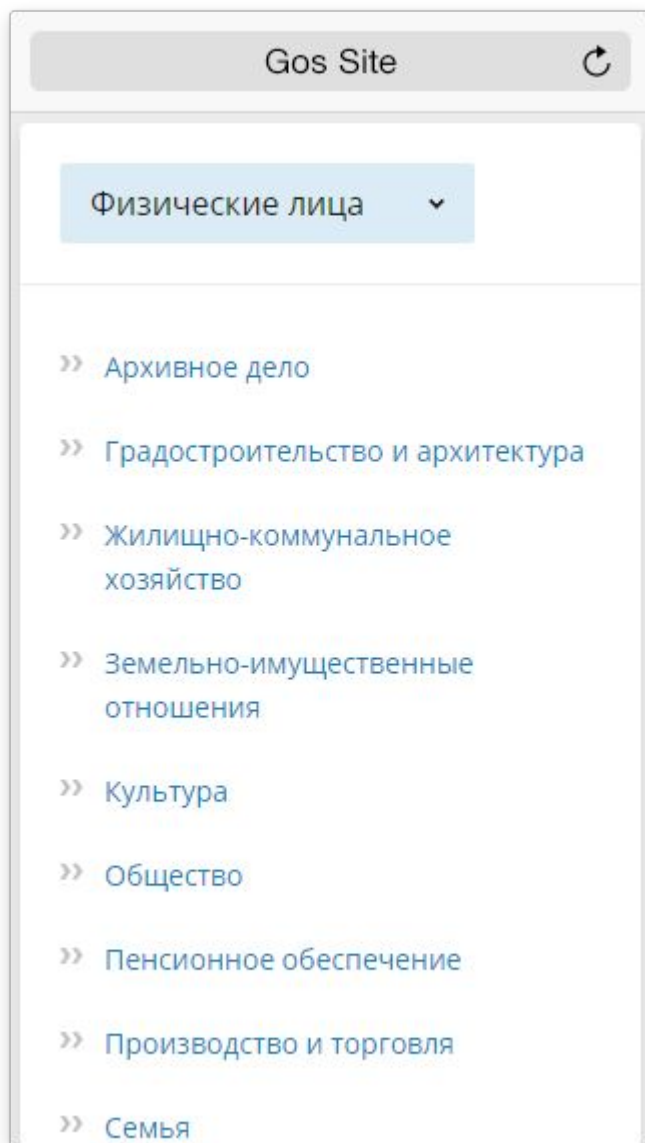 Gos Site
Физические лица
›› Архивное дело
›› Градостроительство и архитектура
›› Жилищно-коммунальное
хозяйство
›› Земельно-имущественные
отношения
›› Культура
›› Общество
›› Пенсионное обеспечение
›› Производство и торговля
›› Семья